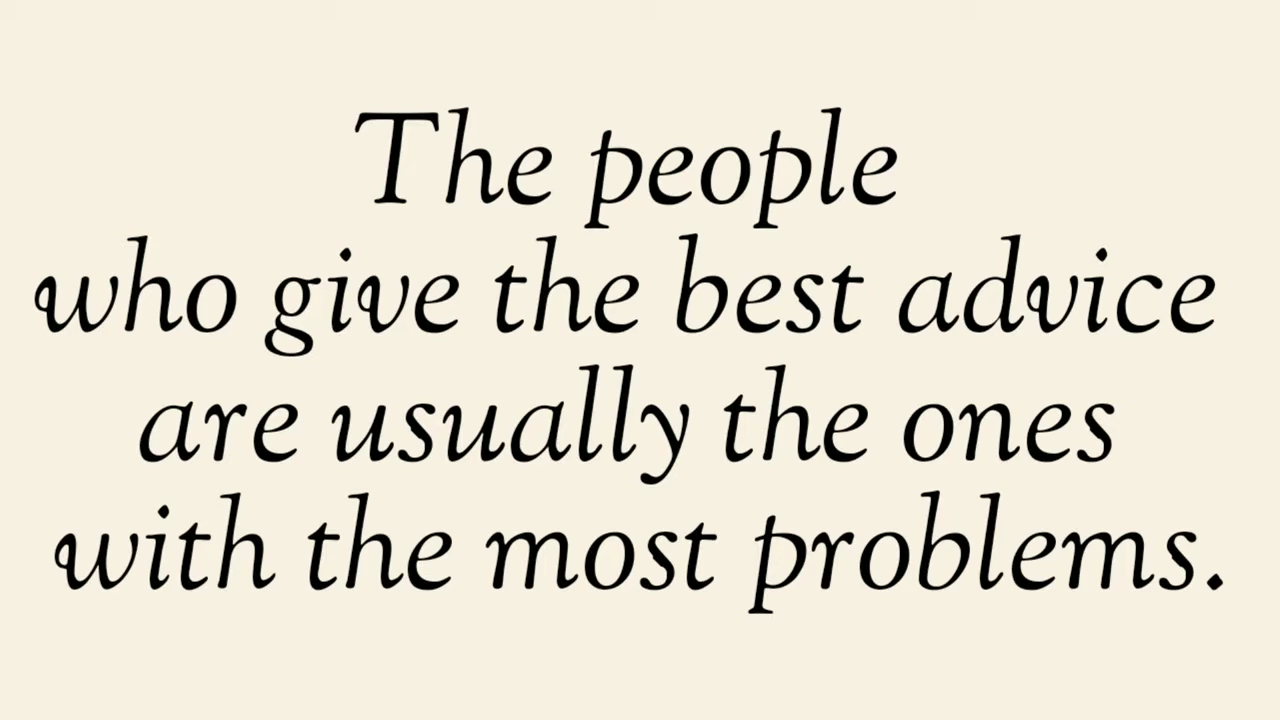 The people
who give the best advice
are usually the ones
with the most problems.